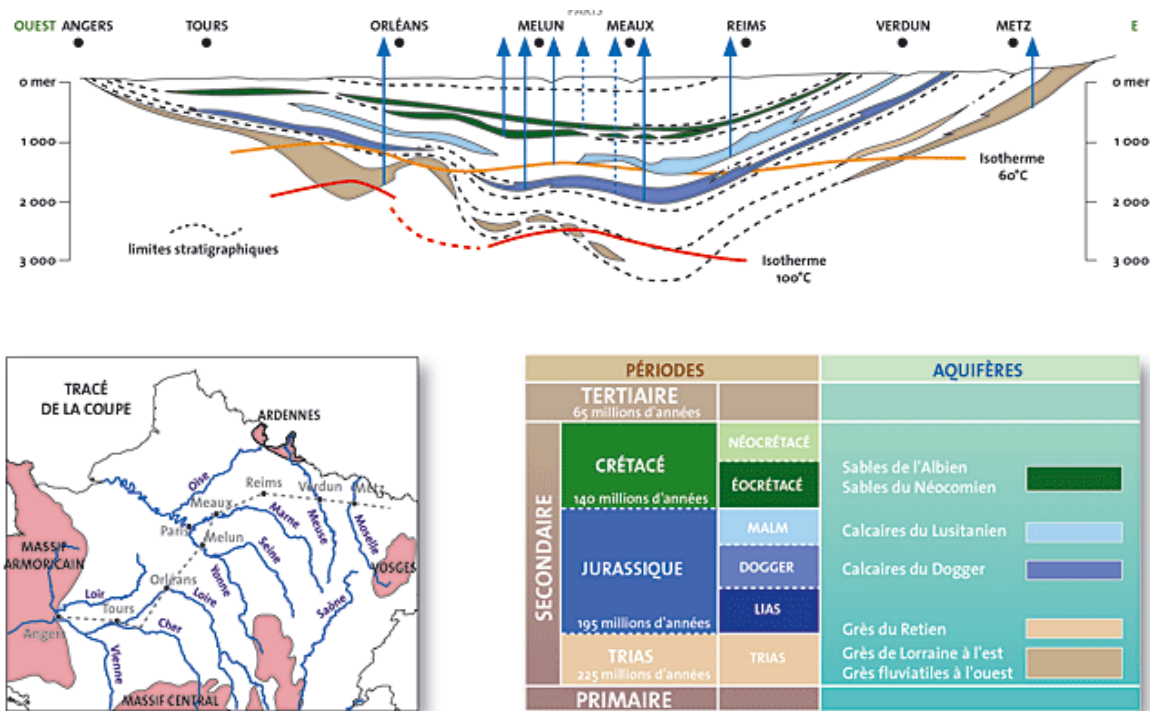 PARIS
OUEST ANGERS TOURS ORLÉANS MELUN MEAUX REIMS VERDUN METZ E
0 mer 0 mer
1 000 1 000
Isotherme
60°C
2 000 2 000
limites stratigraphiques
3 000 3 000
Isotherme
100°C
TRACÉ
DE LA COUPE
ARDENNES
Oise
Reims Verdun Metz
Meaux
Marne
Meuse
Moselle
Paris
Melun
Seine
MASSIF
ARMORICAIN
VOSGES
Orléans
Yonne
Loir
Loire
Saône
Tours
Angers
Cher
Vienne
MASSIF CENTRAL
PÉRIODES AQUIFÈRES
TERTIAIRE
65 millions d'années
SECONDAIRE
CRÉTACÉ
140 millions d'années
NÉOCRÉTACÉ
ÉOCRÉTACÉ
Sables de l'Albien
Sables du Néocomien
JURASSIQUE
195 millions d'années
MALM
Calcaires du Lusitanien
DOGGER
Calcaires du Dogger
LIAS
TRIAS
225 millions d'années
TRIAS
Grès du Retien
Grès de Lorraine à l'est
Grès fluviatiles à l'ouest
PRIMAIRE